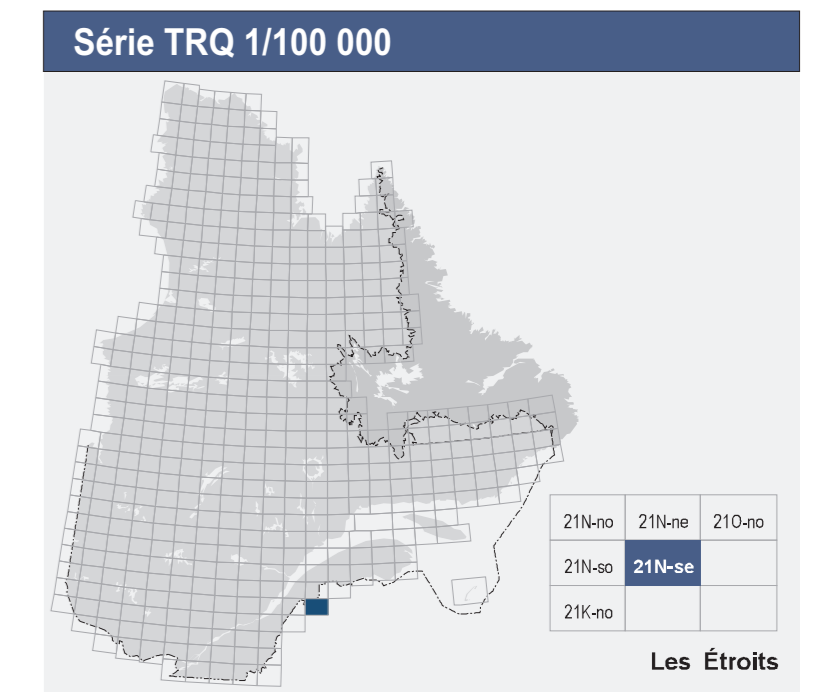 Série TRQ 1/100 000
21N-no 21N-ne 21O-no
21N-so 21N-se
21K-no
Les Étroits